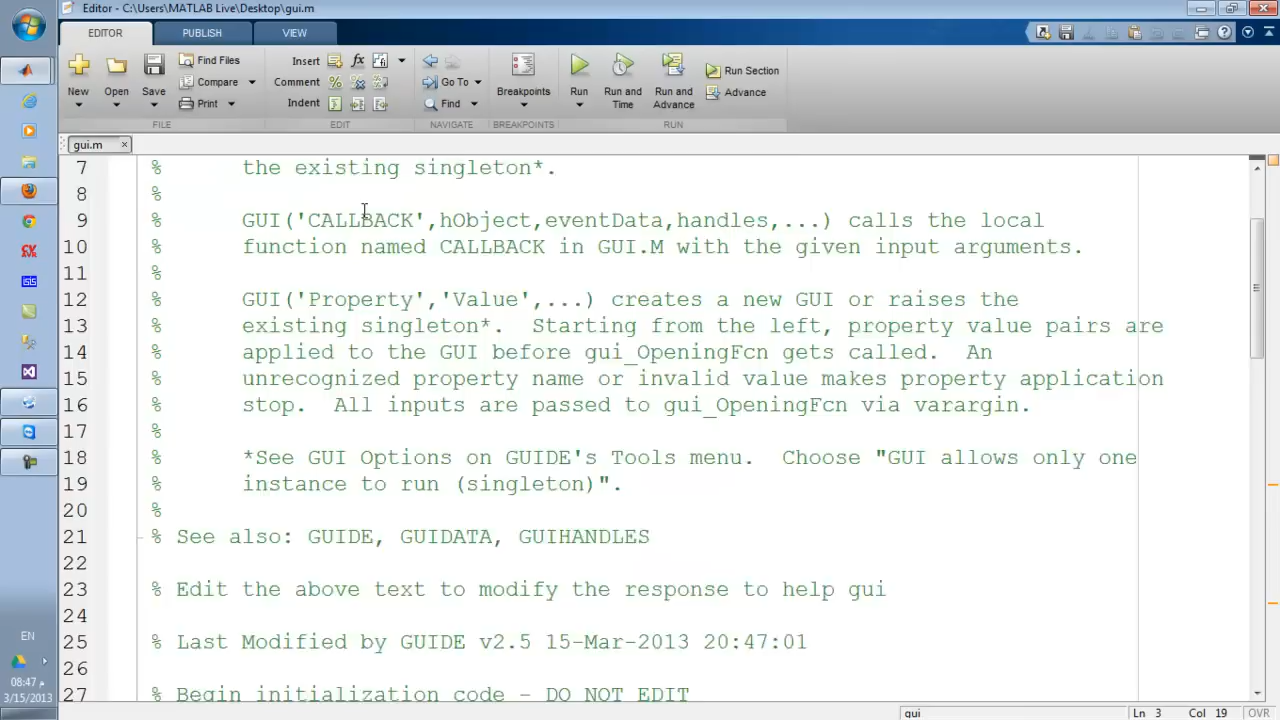 Editor - C:\Users\MATLAB Live\Desktop\gui.m
EDITOR PUBLISH VIEW
New Open Save Find Files Compare Print
Insert Comment Indent
Go To Find
Breakpoints
Run Run and Time Run and Advance Run Section Advance
FILE EDIT NAVIGATE BREAKPOINTS RUN
gui.m
7 % the existing singleton*.
8 %
9 % GUI('CALLBACK',hObject,eventData,handles,...) calls the local
10 % function named CALLBACK in GUI.M with the given input arguments.
11 %
12 % GUI('Property','Value',...) creates a new GUI or raises the
13 % existing singleton*. Starting from the left, property value pairs are
14 % applied to the GUI before gui_OpeningFcn gets called. An
15 % unrecognized property name or invalid value makes property application
16 % stop. All inputs are passed to gui_OpeningFcn via varargin.
17 %
18 % *See GUI Options on GUIDE's Tools menu. Choose "GUI allows only one
19 % instance to run (singleton)".
20 %
21 % See also: GUIDE, GUIDATA, GUIHANDLES
22
23 % Edit the above text to modify the response to help gui
24
25 % Last Modified by GUIDE v2.5 15-Mar-2013 20:47:01
26
27 % Begin initialization code - DO NOT EDIT
EN
08:47 م
3/15/2013
gui Ln 3 Col 19 OVR